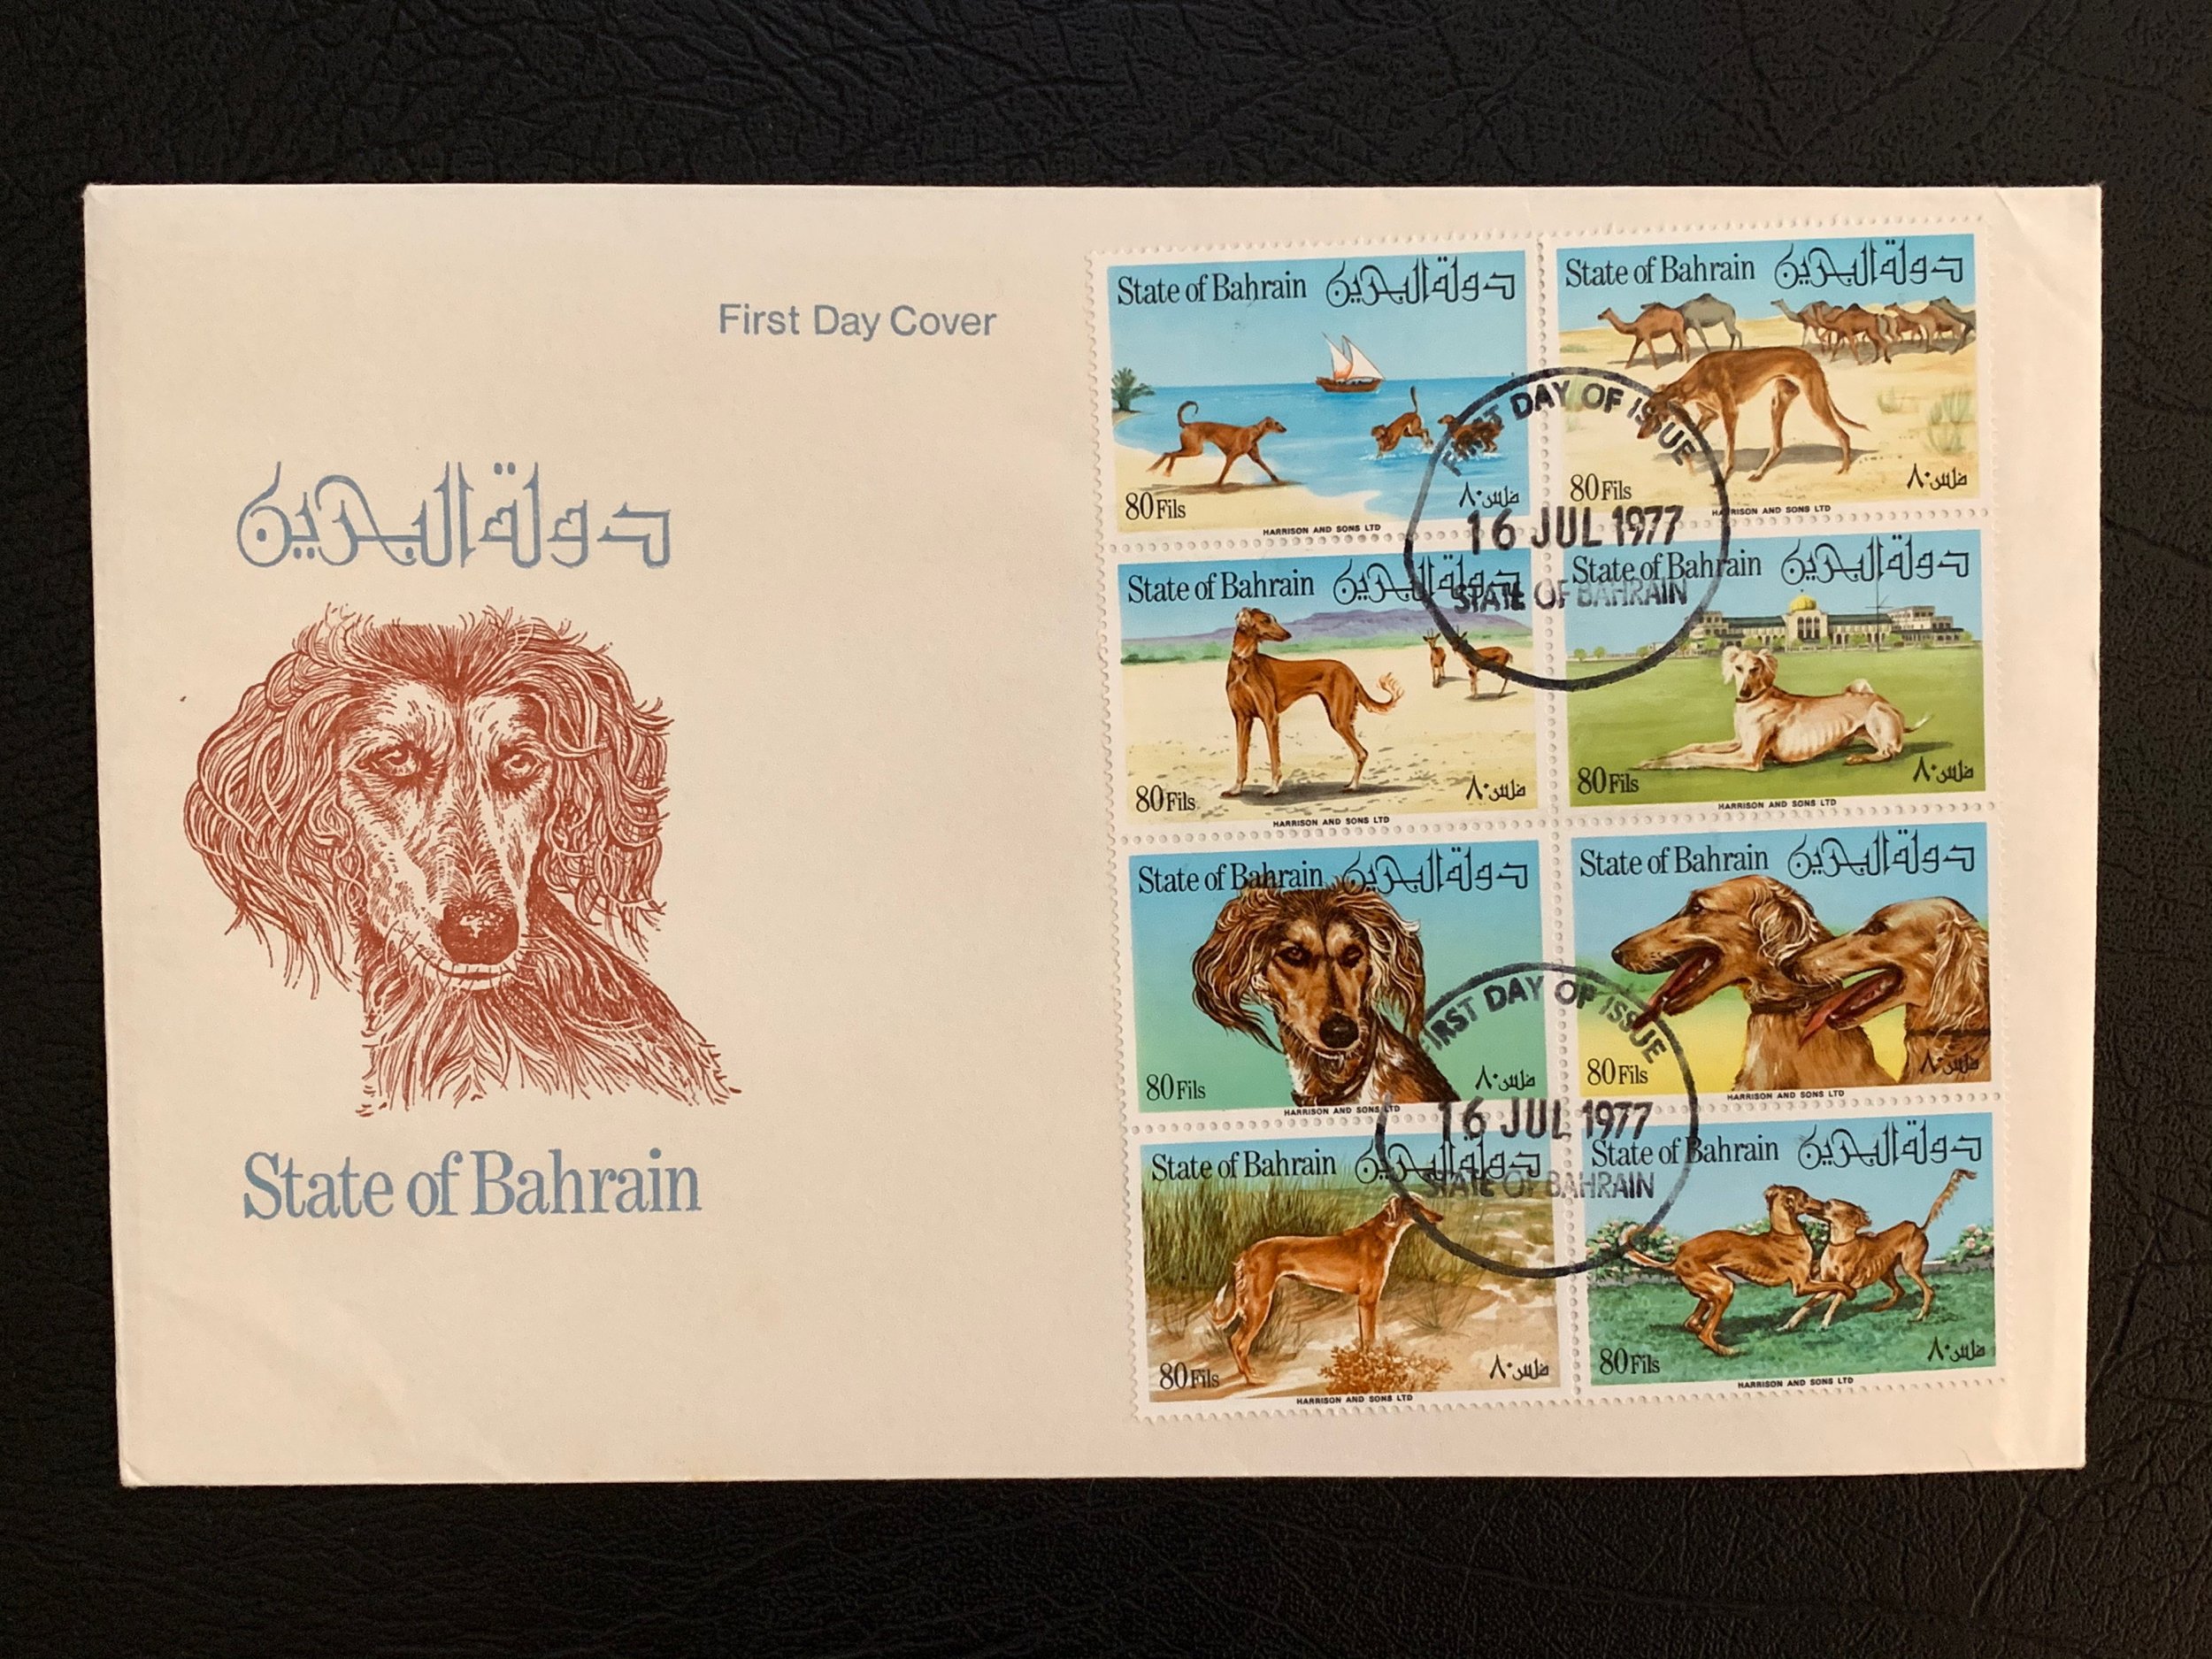 First Day Cover
دولة البحرين
State of Bahrain
State of Bahrain دولة البحرين
80 Fils ٨٠ فلس
HARRISON AND SONS LTD
State of Bahrain دولة البحرين
80 Fils ٨٠ فلس
HARRISON AND SONS LTD
FIRST DAY OF ISSUE
16 JUL 1977
STATE OF BAHRAIN
State of Bahrain دولة البحرين
80 Fils ٨٠ فلس
HARRISON AND SONS LTD
State of Bahrain دولة البحرين
80 Fils ٨٠ فلس
HARRISON AND SONS LTD
State of Bahrain دولة البحرين
80 Fils ٨٠ فلس
HARRISON AND SONS LTD
State of Bahrain دولة البحرين
80 Fils ٨٠ فلس
HARRISON AND SONS LTD
FIRST DAY OF ISSUE
16 JUL 1977
STATE OF BAHRAIN
State of Bahrain دولة البحرين
80 Fils ٨٠ فلس
HARRISON AND SONS LTD
State of Bahrain دولة البحرين
80 Fils ٨٠ فلس
HARRISON AND SONS LTD